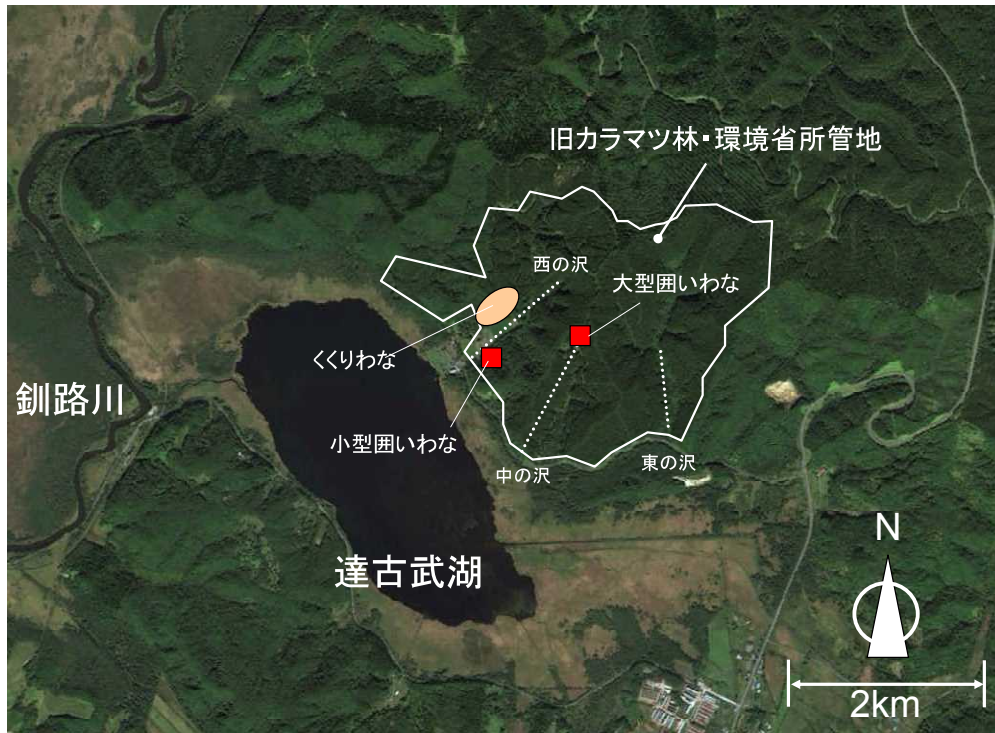 旧カラマツ林・環境省所管地
西の沢
大型囲いわな
くくりわな
釧路川
小型囲いわな
中の沢
東の沢
N
達古武湖
2km